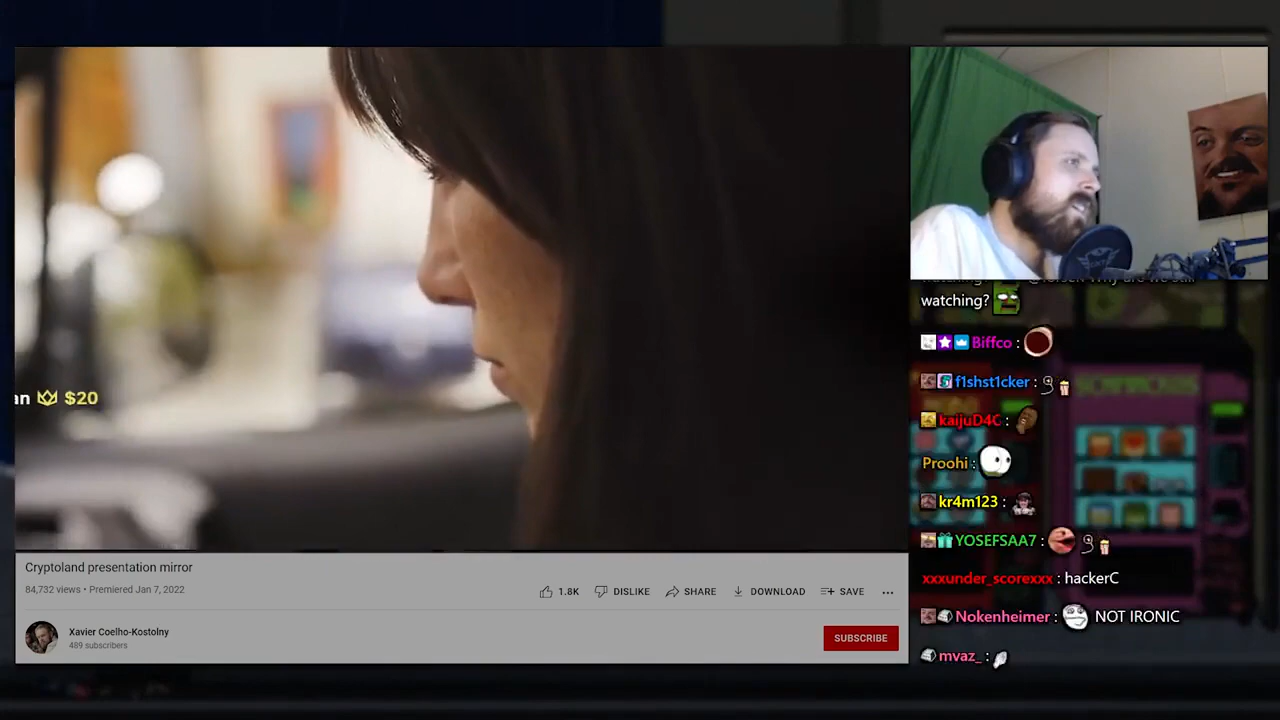 watching?
Biffco :
f1shst1cker :
kaijuD4C :
an $20
Proohi :
kr4m123 :
YOSEFSAA7 :
Cryptoland presentation mirror
xxxunder_scorexxx : hackerC
84,732 views • Premiered Jan 7, 2022
1.8K DISLIKE SHARE DOWNLOAD SAVE
Nokenheimer : NOT IRONIC
Xavier Coelho-Kostolny
489 subscribers
SUBSCRIBE
mvaz_ :